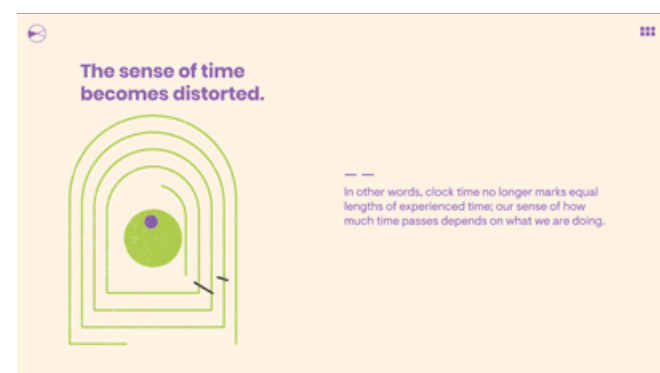 The sense of time
becomes distorted.
In other words, clock time no longer marks equal
lengths of experienced time; our sense of how
much time passes depends on what we are doing.